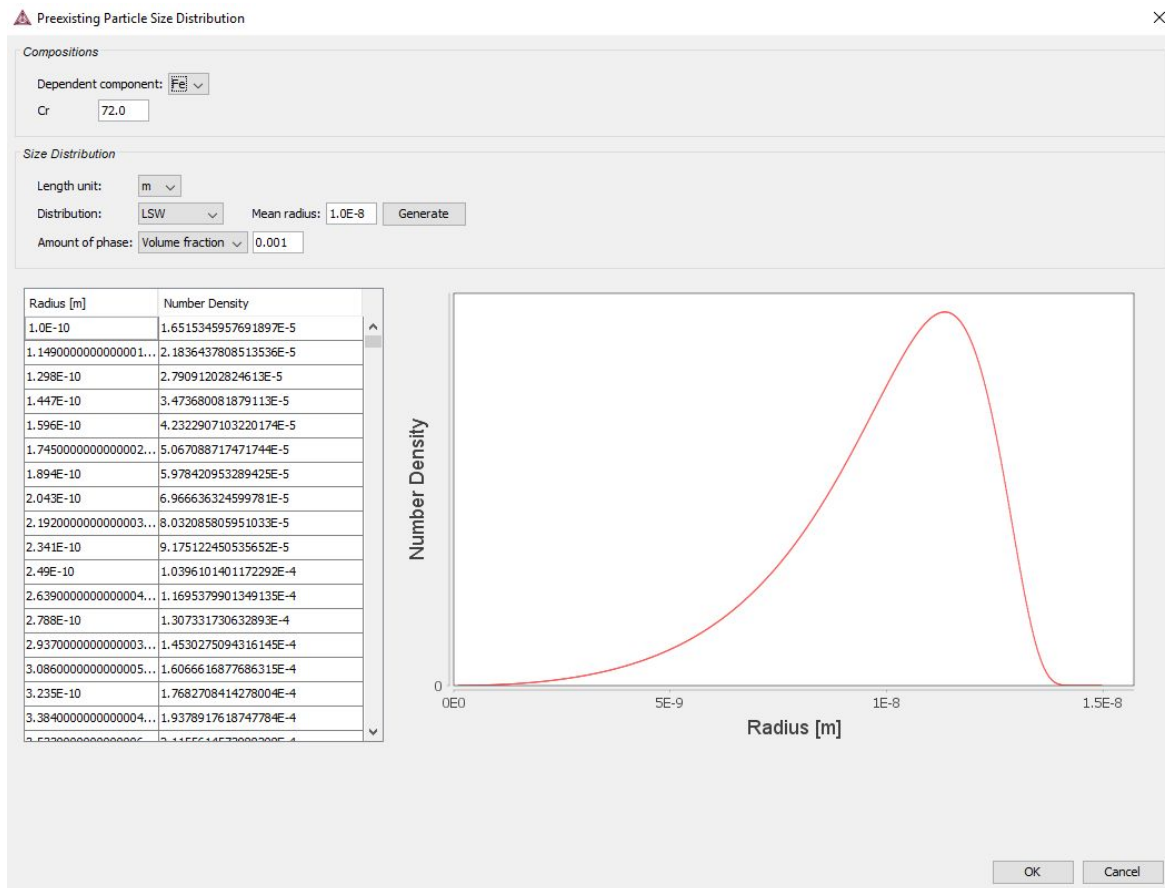 Preexisting Particle Size Distribution
Compositions
Dependent component: Fe
Cr 72.0
Size Distribution
Length unit: m
Distribution: LSW Mean radius: 1.0E-8 Generate
Amount of phase: Volume fraction 0.001
Radius [m] Number Density
1.0E-10 1.6515345957691897E-5
1.1490000000000001... 2.1836437808513536E-5
1.298E-10 2.79091202824613E-5
1.447E-10 3.473680081879113E-5
1.596E-10 4.2322907103220174E-5
1.7450000000000002... 5.067088717471744E-5
1.894E-10 5.978420953289425E-5
2.043E-10 6.966636324599781E-5
2.1920000000000003... 8.032085805951033E-5
2.341E-10 9.175122450535652E-5
2.49E-10 1.0396101401172292E-4
2.6390000000000004... 1.1695379901349135E-4
2.788E-10 1.307331730632893E-4
2.9370000000000003... 1.4530275094316145E-4
3.0860000000000005... 1.6066616877686315E-4
3.235E-10 1.7682708414278004E-4
3.3840000000000004... 1.9378917618747784E-4
Number Density
0
0E0 5E-9 1E-8 1.5E-8
Radius [m]
OK Cancel